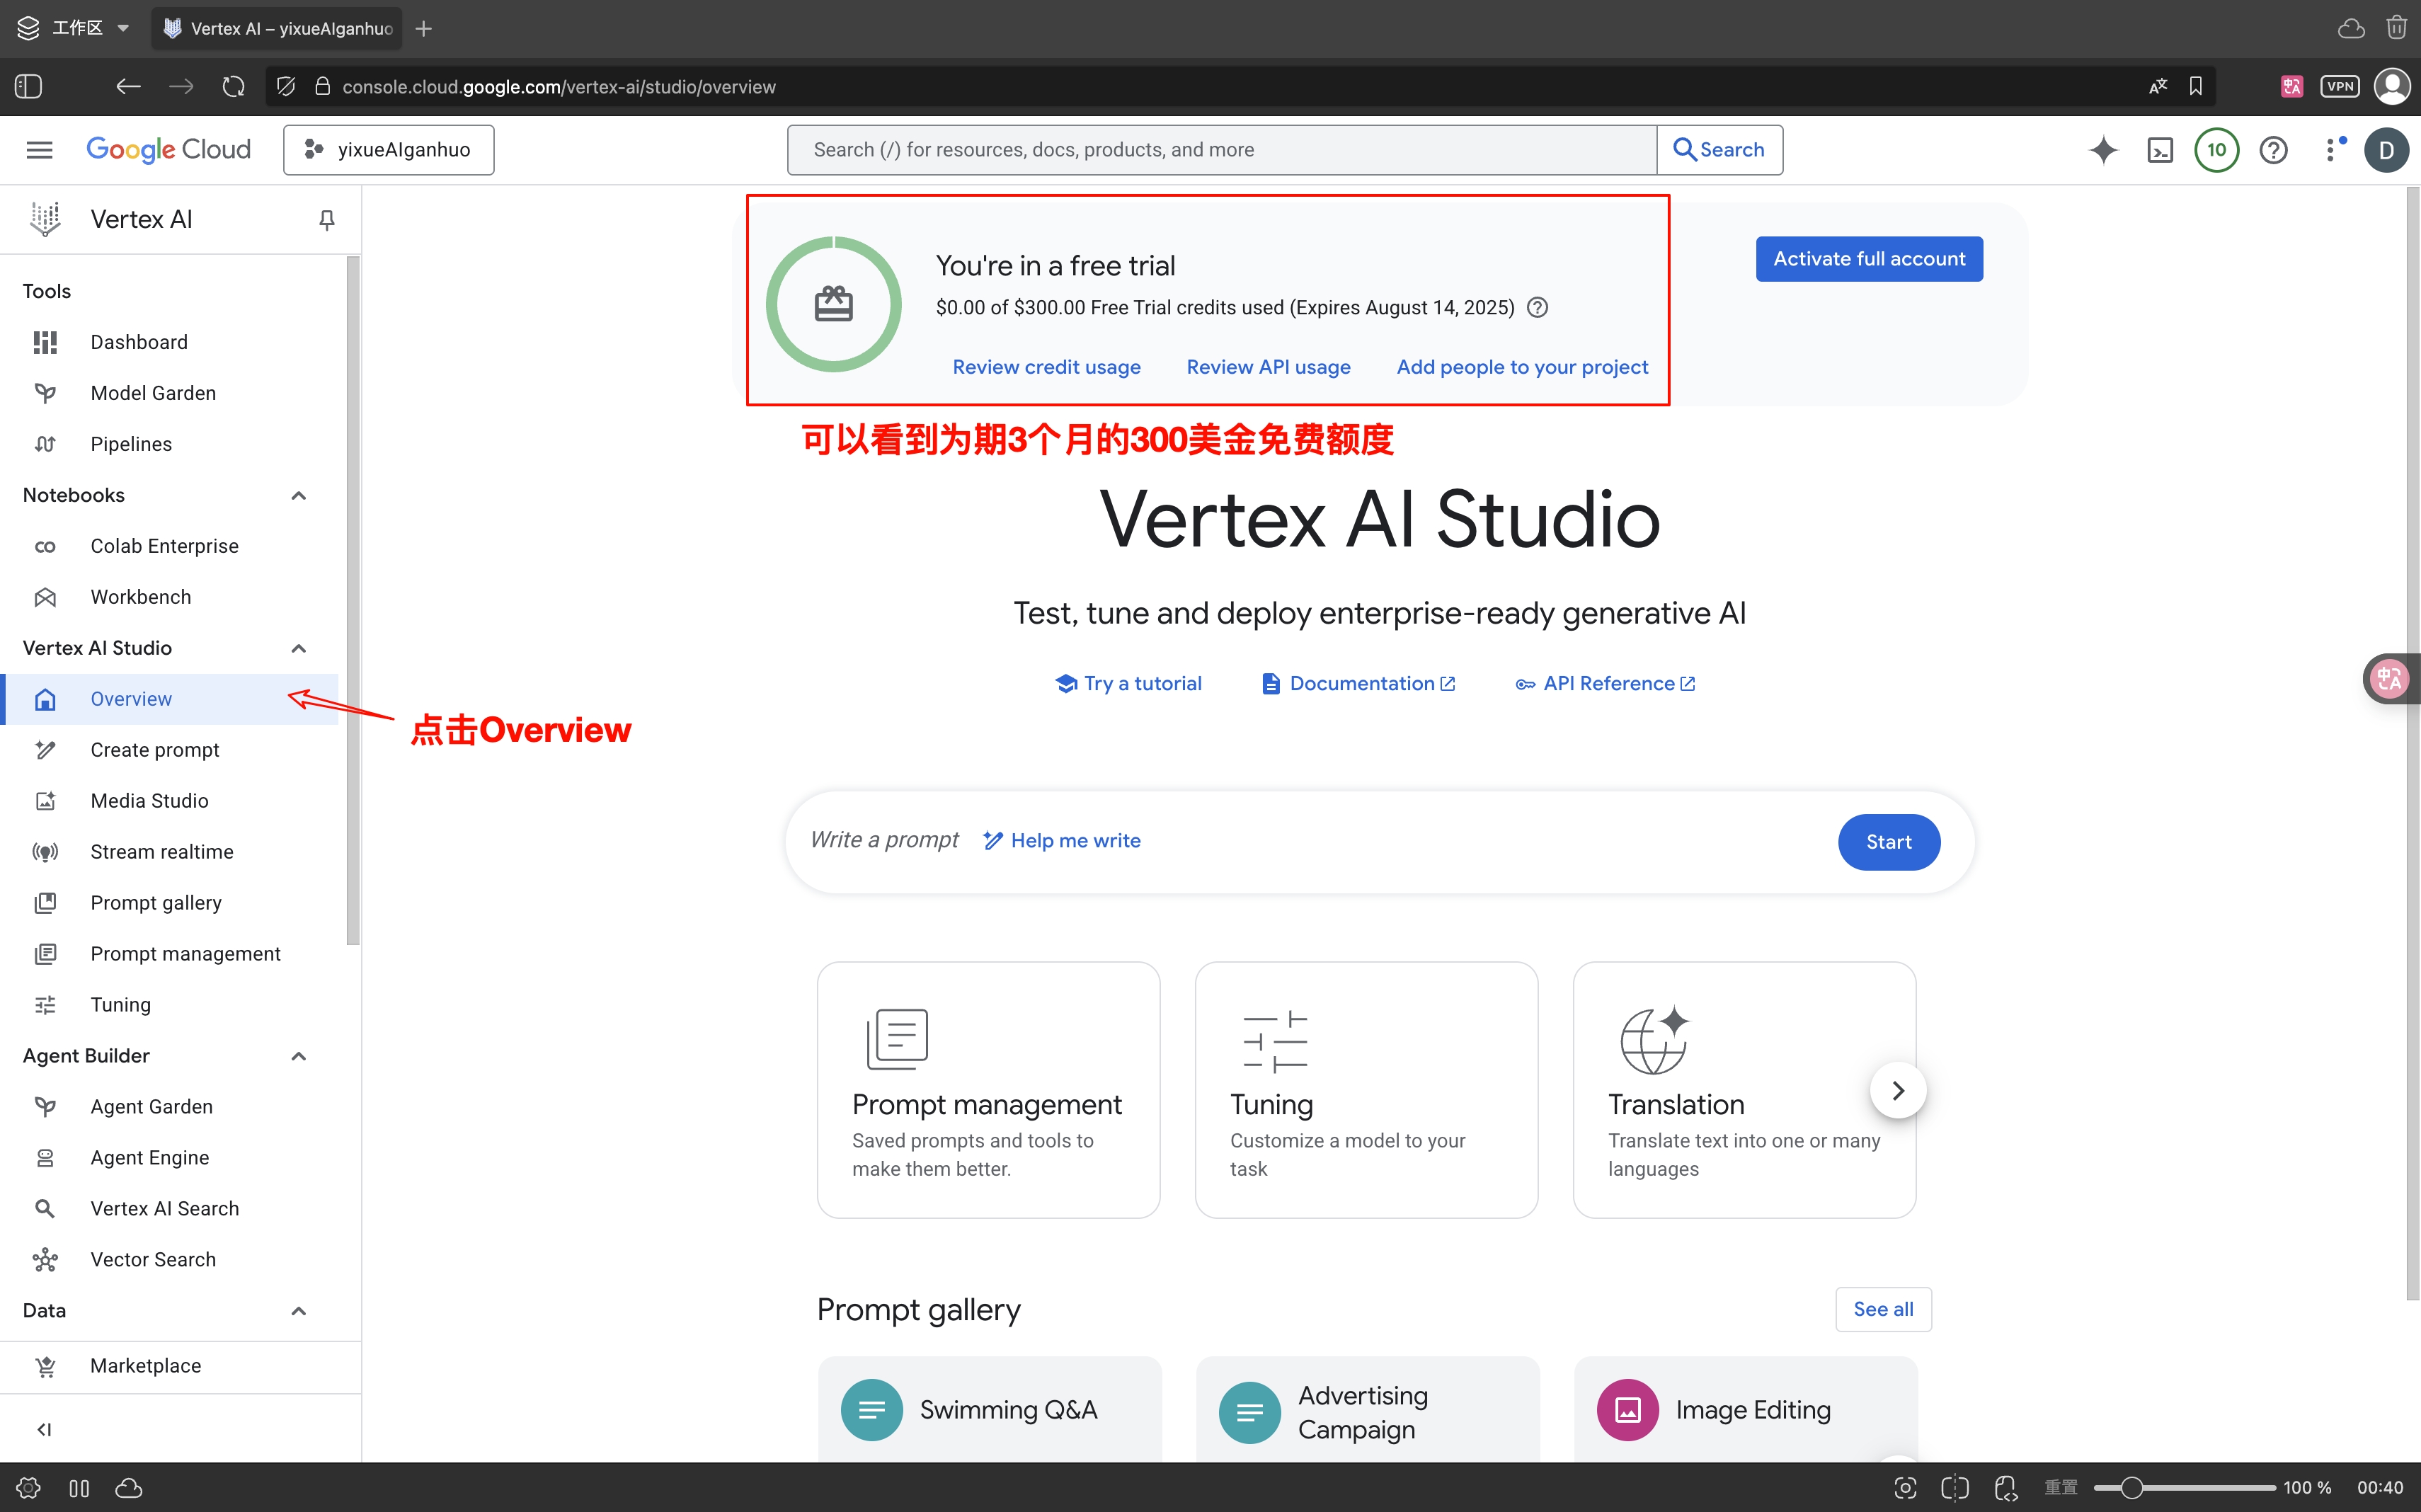 工作区
Vertex AI – yixueAIganhuo
console.cloud.google.com/vertex-ai/studio/overview
VPN
Google Cloud
yixueAIganhuo
Search (/) for resources, docs, products, and more
Search
10
D
Vertex AI
Tools
Dashboard
Model Garden
Pipelines
Notebooks
Colab Enterprise
Workbench
Vertex AI Studio
Overview
Create prompt
Media Studio
Stream realtime
Prompt gallery
Prompt management
Tuning
Agent Builder
Agent Garden
Agent Engine
Vertex AI Search
Vector Search
Data
Marketplace
You're in a free trial
$0.00 of $300.00 Free Trial credits used (Expires August 14, 2025)
Review credit usage
Review API usage
Add people to your project
Activate full account
可以看到为期3个月的300美金免费额度
点击Overview
Vertex AI Studio
Test, tune and deploy enterprise-ready generative AI
Try a tutorial
Documentation
API Reference
Write a prompt
Help me write
Start
Prompt management
Saved prompts and tools to
make them better.
Tuning
Customize a model to your
task
Translation
Translate text into one or many
languages
Prompt gallery
See all
Swimming Q&A
Advertising
Campaign
Image Editing
重置
100 %
00:40